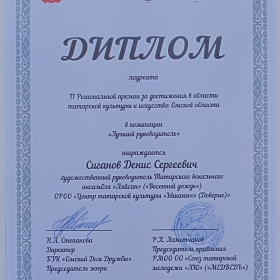 ДИПЛОМ
лауреата
II Региональной премии за достижения в области
татарской культуры и искусства Омской области
в номинации
«Лучший руководитель»
награждается
Сиганов Денис Сергеевич
художественный руководитель Татарского вокального
ансамбля «Ляйсан» («Весенний дождь»)
ОРОО «Центр татарской культуры «Ышаныч» (Доверие)»
Н.А. Степанова
Директор
БУК «Омский Дом Дружбы»
Председатель жюри
Р.Х. Ахметчанов
Председатель правления
РМОО ОО «Союз татарской
молодежи «АЮ» («МЕДВЕДЬ»)